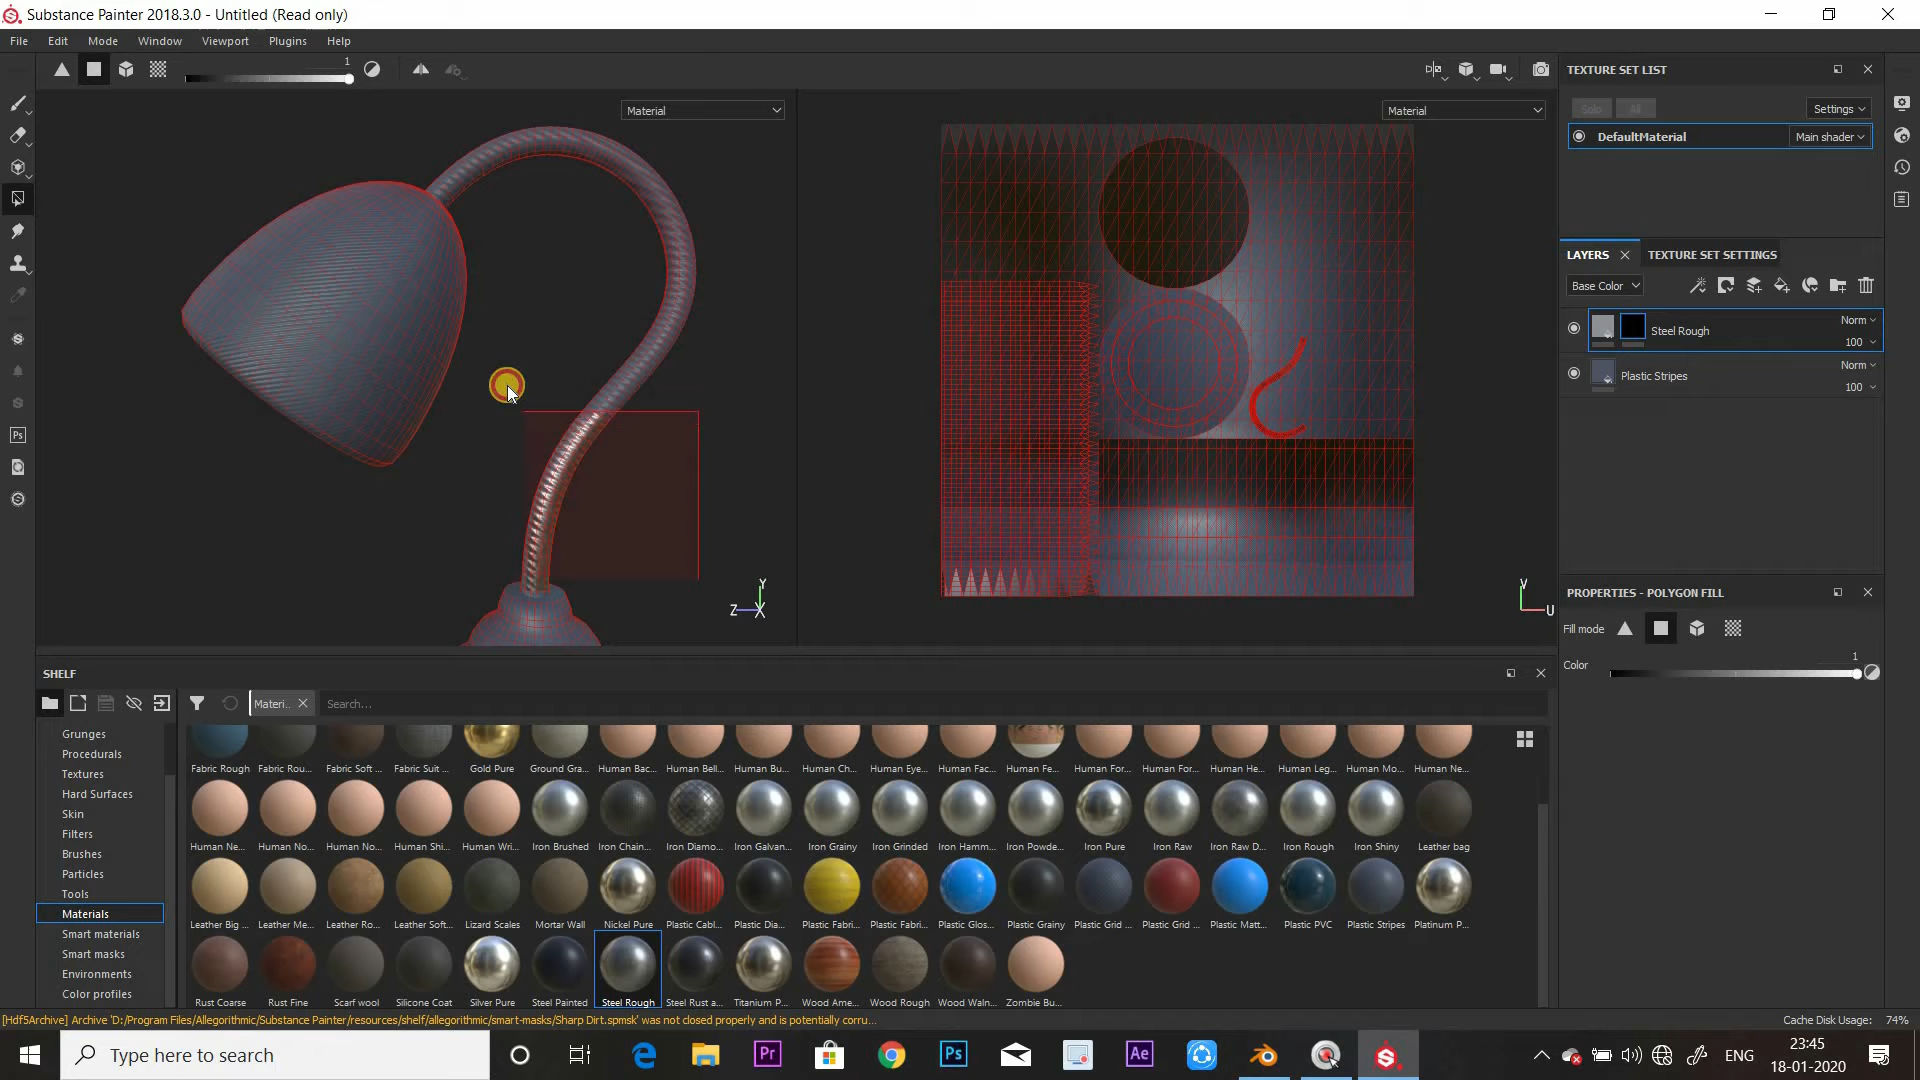 Substance Painter 2018.3.0 - Untitled (Read only)
File Edit Mode Window Viewport Plugins Help
1
Material
Material
TEXTURE SET LIST
Solo All Settings
DefaultMaterial Main shader
LAYERS TEXTURE SET SETTINGS
Base Color
Steel Rough Norm
100
Plastic Stripes Norm
100
Y
Z X
V
U
PROPERTIES - POLYGON FILL
Fill mode
Color 1
SHELF
Materi.. Search...
Grunges
Procedurals
Textures
Hard Surfaces
Skin
Filters
Brushes
Particles
Tools
Materials
Smart materials
Smart masks
Environments
Color profiles
Fabric Rough Fabric Rou... Fabric Soft ... Fabric Suit ... Gold Pure Ground Gra... Human Bac... Human Bell... Human Bu... Human Ch... Human Eye... Human Fac... Human Fe... Human For... Human For... Human He... Human Leg... Human Mo... Human Ne...
Human Ne... Human No... Human No... Human Shi... Human Wri... Iron Brushed Iron Chain... Iron Diamo... Iron Galvan... Iron Grainy Iron Grinded Iron Hamm... Iron Powde... Iron Pure Iron Raw Iron Raw D... Iron Rough Iron Shiny Leather bag
Leather Big ... Leather Me... Leather Ro... Leather Soft... Lizard Scales Mortar Wall Nickel Pure Plastic Cabl... Plastic Dia... Plastic Fabri... Plastic Fabri... Plastic Glos... Plastic Grainy Plastic Grid ... Plastic Grid ... Plastic Matt... Plastic PVC Plastic Stripes Platinum P...
Rust Coarse Rust Fine Scarf wool Silicone Coat Silver Pure Steel Painted Steel Rough Steel Rust a... Titanium P... Wood Ame... Wood Rough Wood Waln... Zombie Bu...
[Hdf5Archive] Archive 'D:/Program Files/Allegorithmic/Substance Painter/resources/shelf/allegorithmic/smart-masks/Sharp Dirt.spmsk' was not closed properly and is potentially corru...
Cache Disk Usage: 74%
Type here to search
Pr
Ps
Ae
ENG
23:45
18-01-2020
Ps